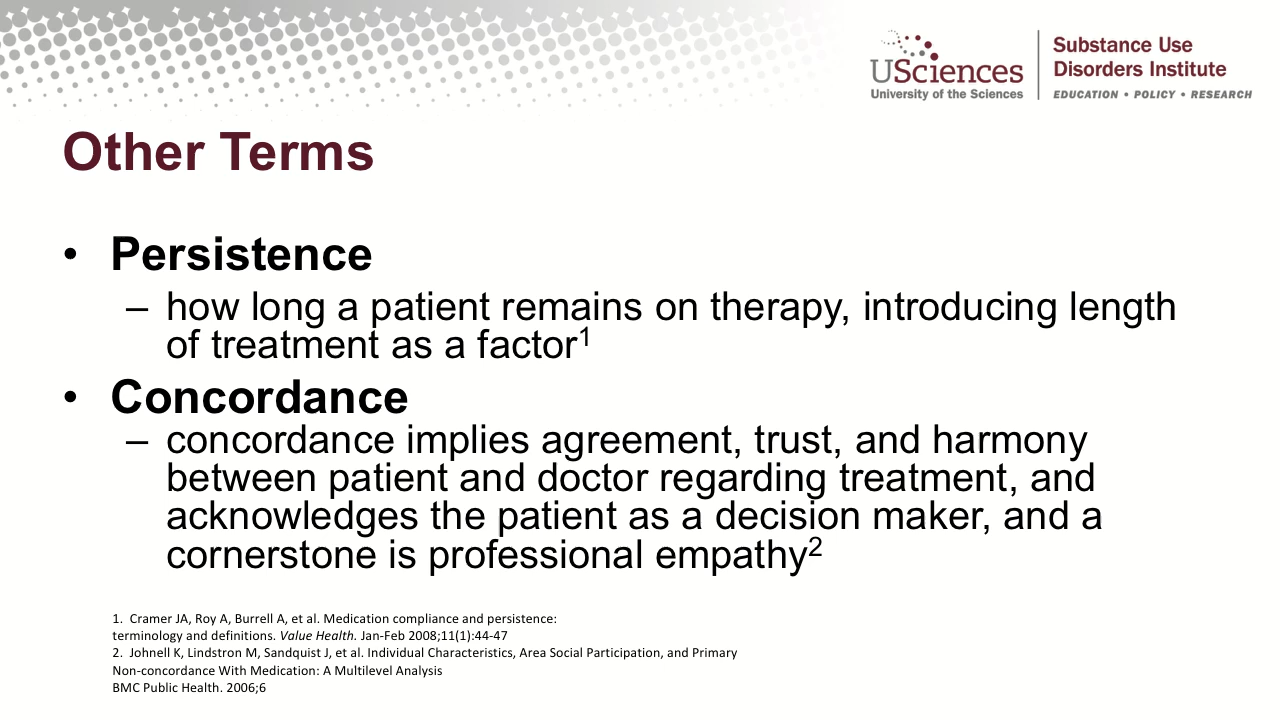 USciences
University of the Sciences
Substance Use
Disorders Institute
EDUCATION • POLICY • RESEARCH
Other Terms
• Persistence
– how long a patient remains on therapy, introducing length
of treatment as a factor1
• Concordance
– concordance implies agreement, trust, and harmony
between patient and doctor regarding treatment, and
acknowledges the patient as a decision maker, and a
cornerstone is professional empathy2
1. Cramer JA, Roy A, Burrell A, et al. Medication compliance and persistence:
terminology and definitions. Value Health. Jan-Feb 2008;11(1):44-47
2. Johnell K, Lindstron M, Sandquist J, et al. Individual Characteristics, Area Social Participation, and Primary
Non-concordance With Medication: A Multilevel Analysis
BMC Public Health. 2006;6